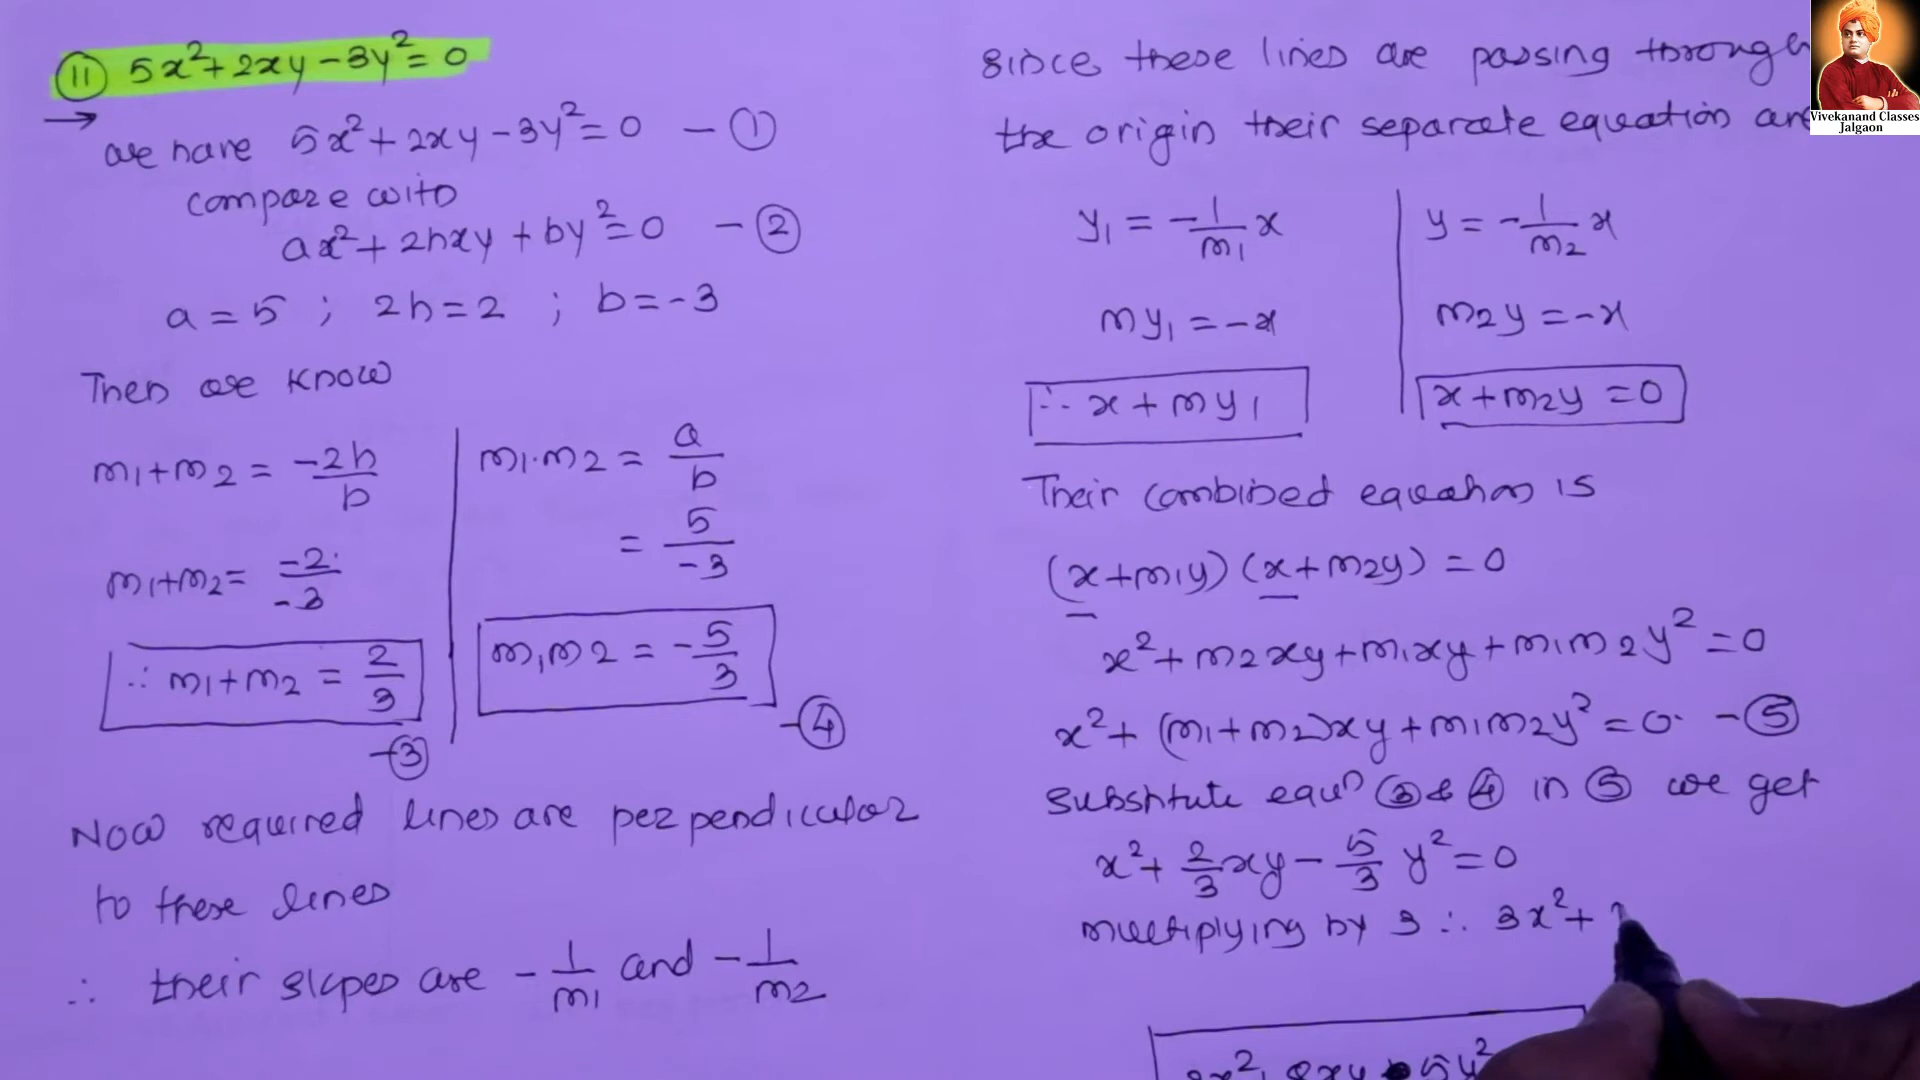 (11) 5x²+2xy-3y²=0
→ we have 5x²+2xy-3y²=0 - (1)
compare with
ax²+2hxy+by²=0 - (2)
a=5 ; 2h=2 ; b=-3
Then we know
m1+m2 = -2h/b
m1+m2 = -2/-3
∴ m1+m2 = 2/3
-(3)
m1·m2 = a/b
= 5/-3
m1m2 = -5/3
-(4)
Now required lines are perpendicular
to these lines
∴ their slopes are -1/m1 and -1/m2
since these lines are passing through
the origin their separate equation are
y1 = -1/m1 x
my1 = -x
∴ x+my1
y = -1/m2 x
m2y = -x
x+m2y=0
Their combined equation is
(x+m1y)(x+m2y)=0
x²+m2xy+m1xy+m1m2y²=0
x²+(m1+m2)xy+m1m2y²=0 - (5)
substitute equn (3) & (4) in (5) we get
x²+2/3xy-5/3y²=0
multiplying by 3 ∴ 3x²+
Vivekanand Classes
Jalgaon